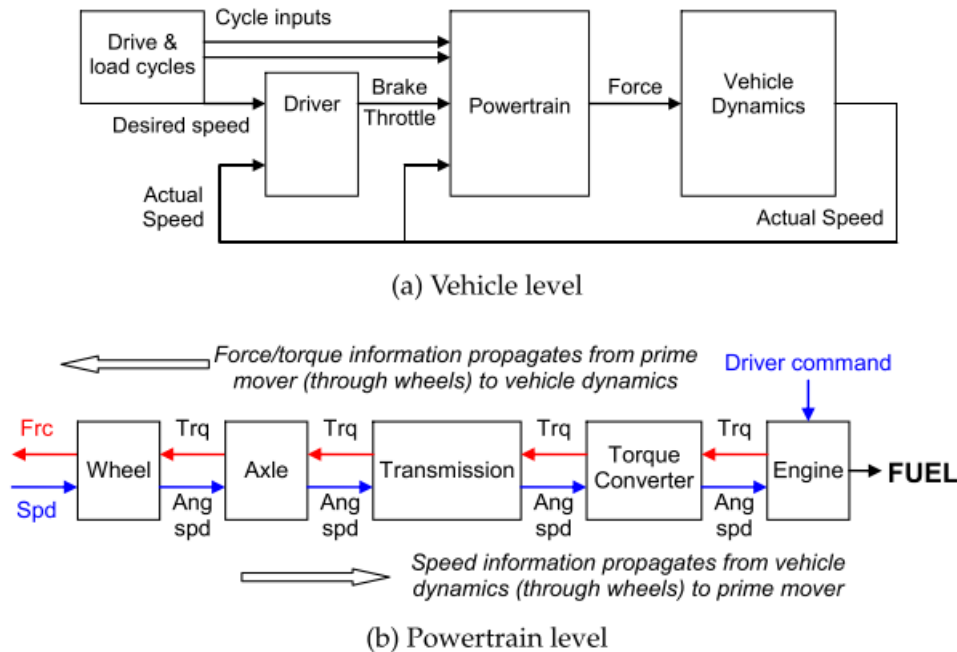 Cycle inputs
Drive &
load cycles
Driver
Brake
Throttle
Powertrain
Force
Vehicle
Dynamics
Desired speed
Actual
Speed
Actual Speed
(a) Vehicle level
Force/torque information propagates from prime
mover (through wheels) to vehicle dynamics
Driver command
Frc
Trq
Trq
Trq
Trq
Wheel
Axle
Transmission
Torque
Converter
Engine
FUEL
Spd
Ang
spd
Ang
spd
Ang
spd
Ang
spd
Speed information propagates from vehicle
dynamics (through wheels) to prime mover
(b) Powertrain level